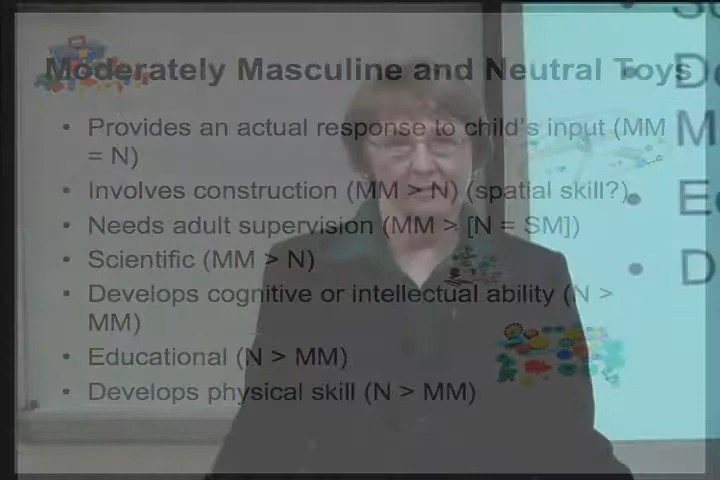 Moderately Masculine and Neutral Toys
• Provides an actual response to child's input (MM
= N)
• Involves construction (MM > N) (spatial skill?)
• Needs adult supervision (MM > [N = SM])
• Scientific (MM > N)
• Develops cognitive or intellectual ability (N >
MM)
• Educational (N > MM)
• Develops physical skill (N > MM)